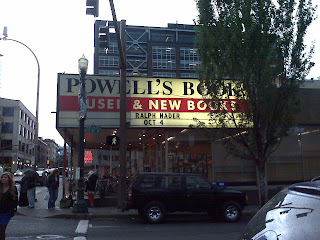 POWELL'S BOOKS
USED & NEW BOOKS
RALPH NADER
OCT 4